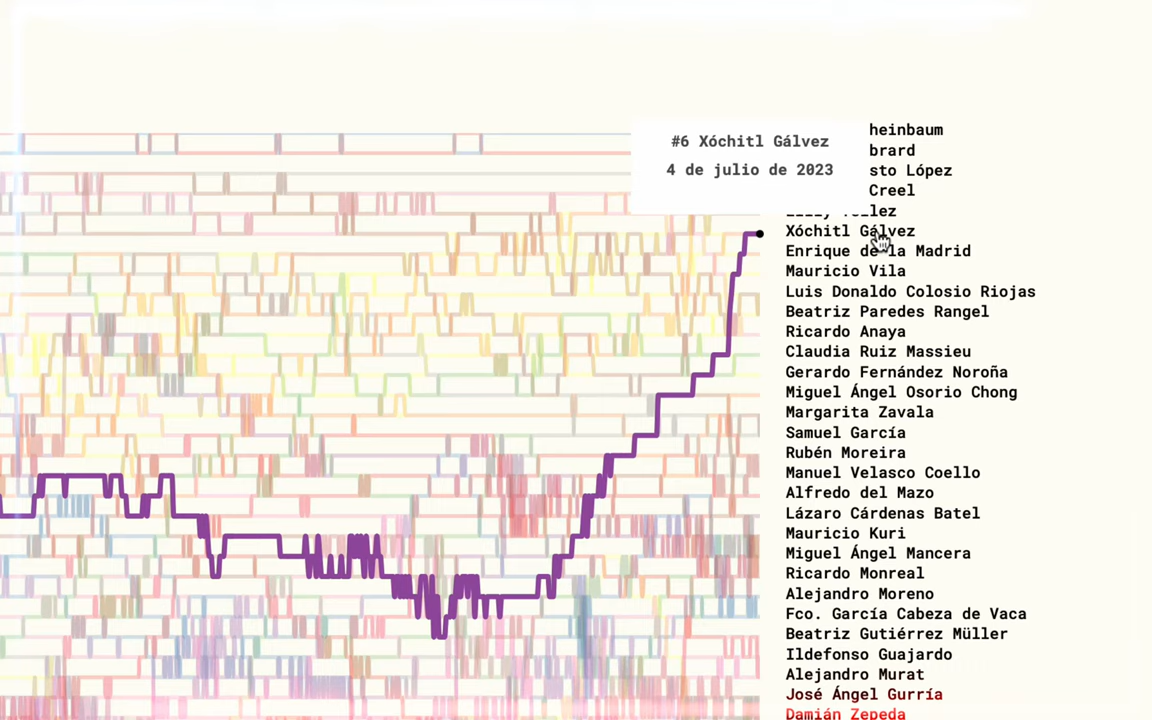 #6 Xóchitl Gálvez
4 de julio de 2023
heinbaum
brard
sto López
Creel
lez
Xóchitl Gálvez
Enrique de la Madrid
Mauricio Vila
Luis Donaldo Colosio Riojas
Beatriz Paredes Rangel
Ricardo Anaya
Claudia Ruiz Massieu
Gerardo Fernández Noroña
Miguel Ángel Osorio Chong
Margarita Zavala
Samuel García
Rubén Moreira
Manuel Velasco Coello
Alfredo del Mazo
Lázaro Cárdenas Batel
Mauricio Kuri
Miguel Ángel Mancera
Ricardo Monreal
Alejandro Moreno
Fco. García Cabeza de Vaca
Beatriz Gutiérrez Müller
Ildefonso Guajardo
Alejandro Murat
José Ángel Gurría
Damián Zepeda